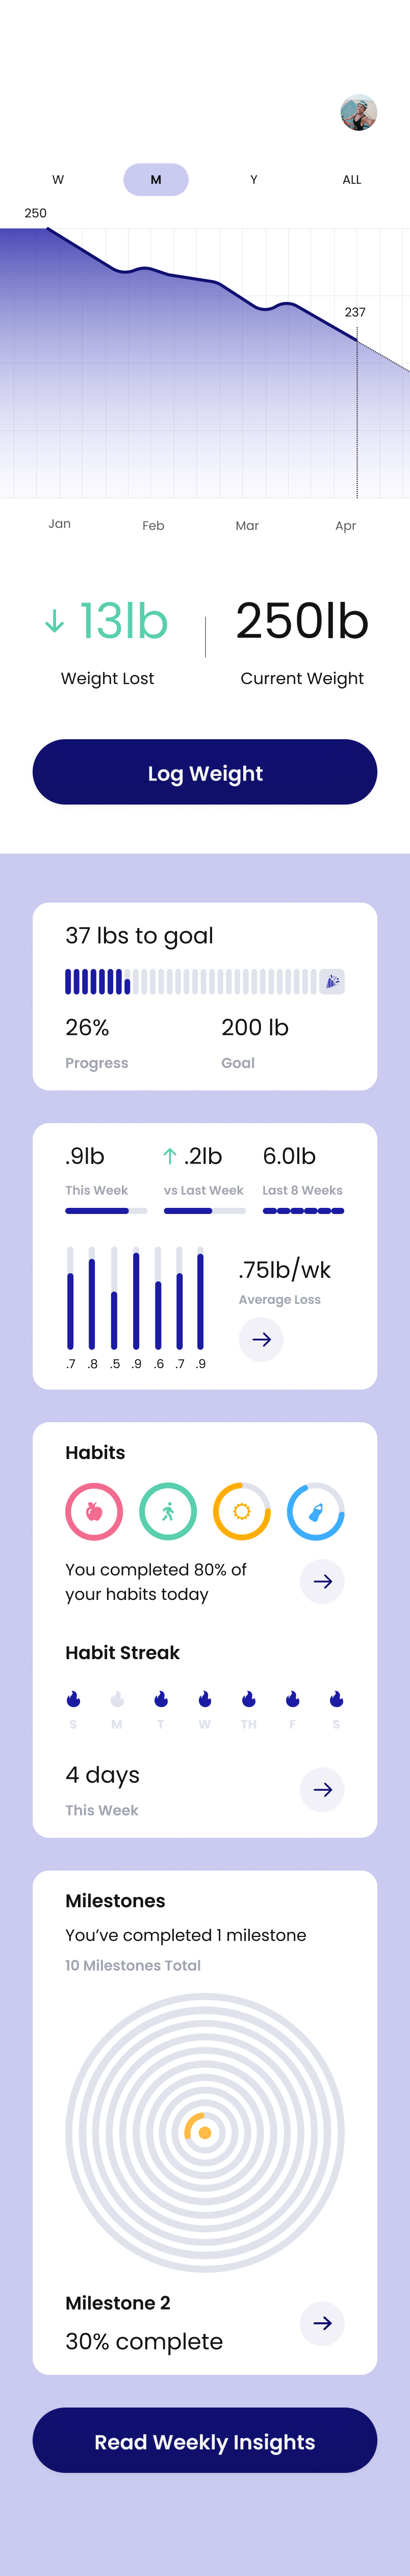 W M Y ALL
250
237
Jan Feb Mar Apr
↓ 13lb 250lb
Weight Lost Current Weight
Log Weight
37 lbs to goal
26% 200 lb
Progress Goal
.9lb ↑ .2lb 6.0lb
This Week vs Last Week Last 8 Weeks
.75lb/wk
Average Loss
.7 .8 .5 .9 .6 .7 .9
Habits
You completed 80% of
your habits today
Habit Streak
S M T W TH F S
4 days
This Week
Milestones
You’ve completed 1 milestone
10 Milestones Total
Milestone 2
30% complete
Read Weekly Insights